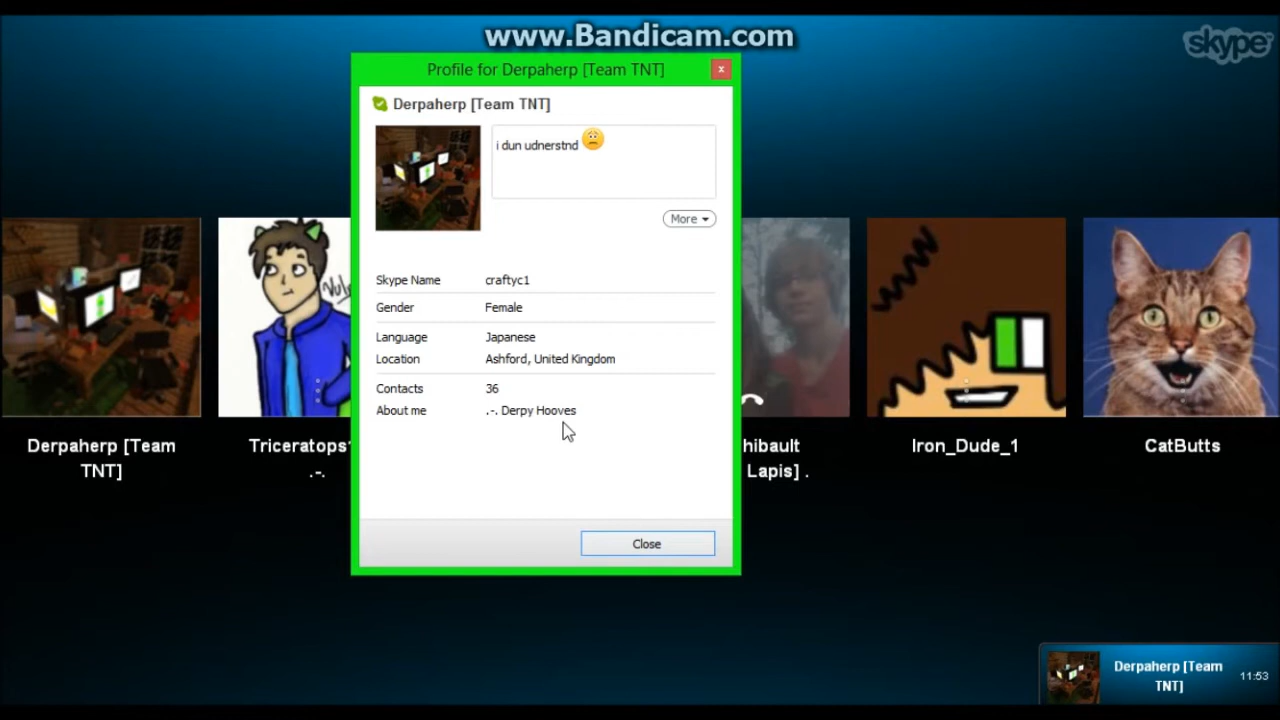 www.Bandicam.com
skype
Profile for Derpaherp [Team TNT]
x
Derpaherp [Team TNT]
i dun udnerstnd
More
Skype Name craftyc1
Gender Female
Language Japanese
Location Ashford, United Kingdom
Contacts 36
About me .-. Derpy Hooves
Close
Derpaherp [Team
TNT]
Triceratops
.-.
hibault
Lapis] .
Iron_Dude_1
CatButts
Derpaherp [Team
TNT]
11:53